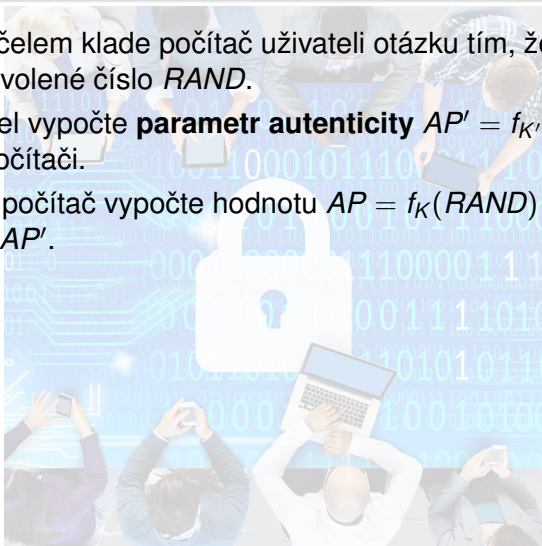 čelem klade počítač uživateli otázku tím, že
volené číslo RAND.
el vypočte parametr autenticity AP′ = f_K′
očítači.
počítač vypočte hodnotu AP = f_K(RAND)
AP′.